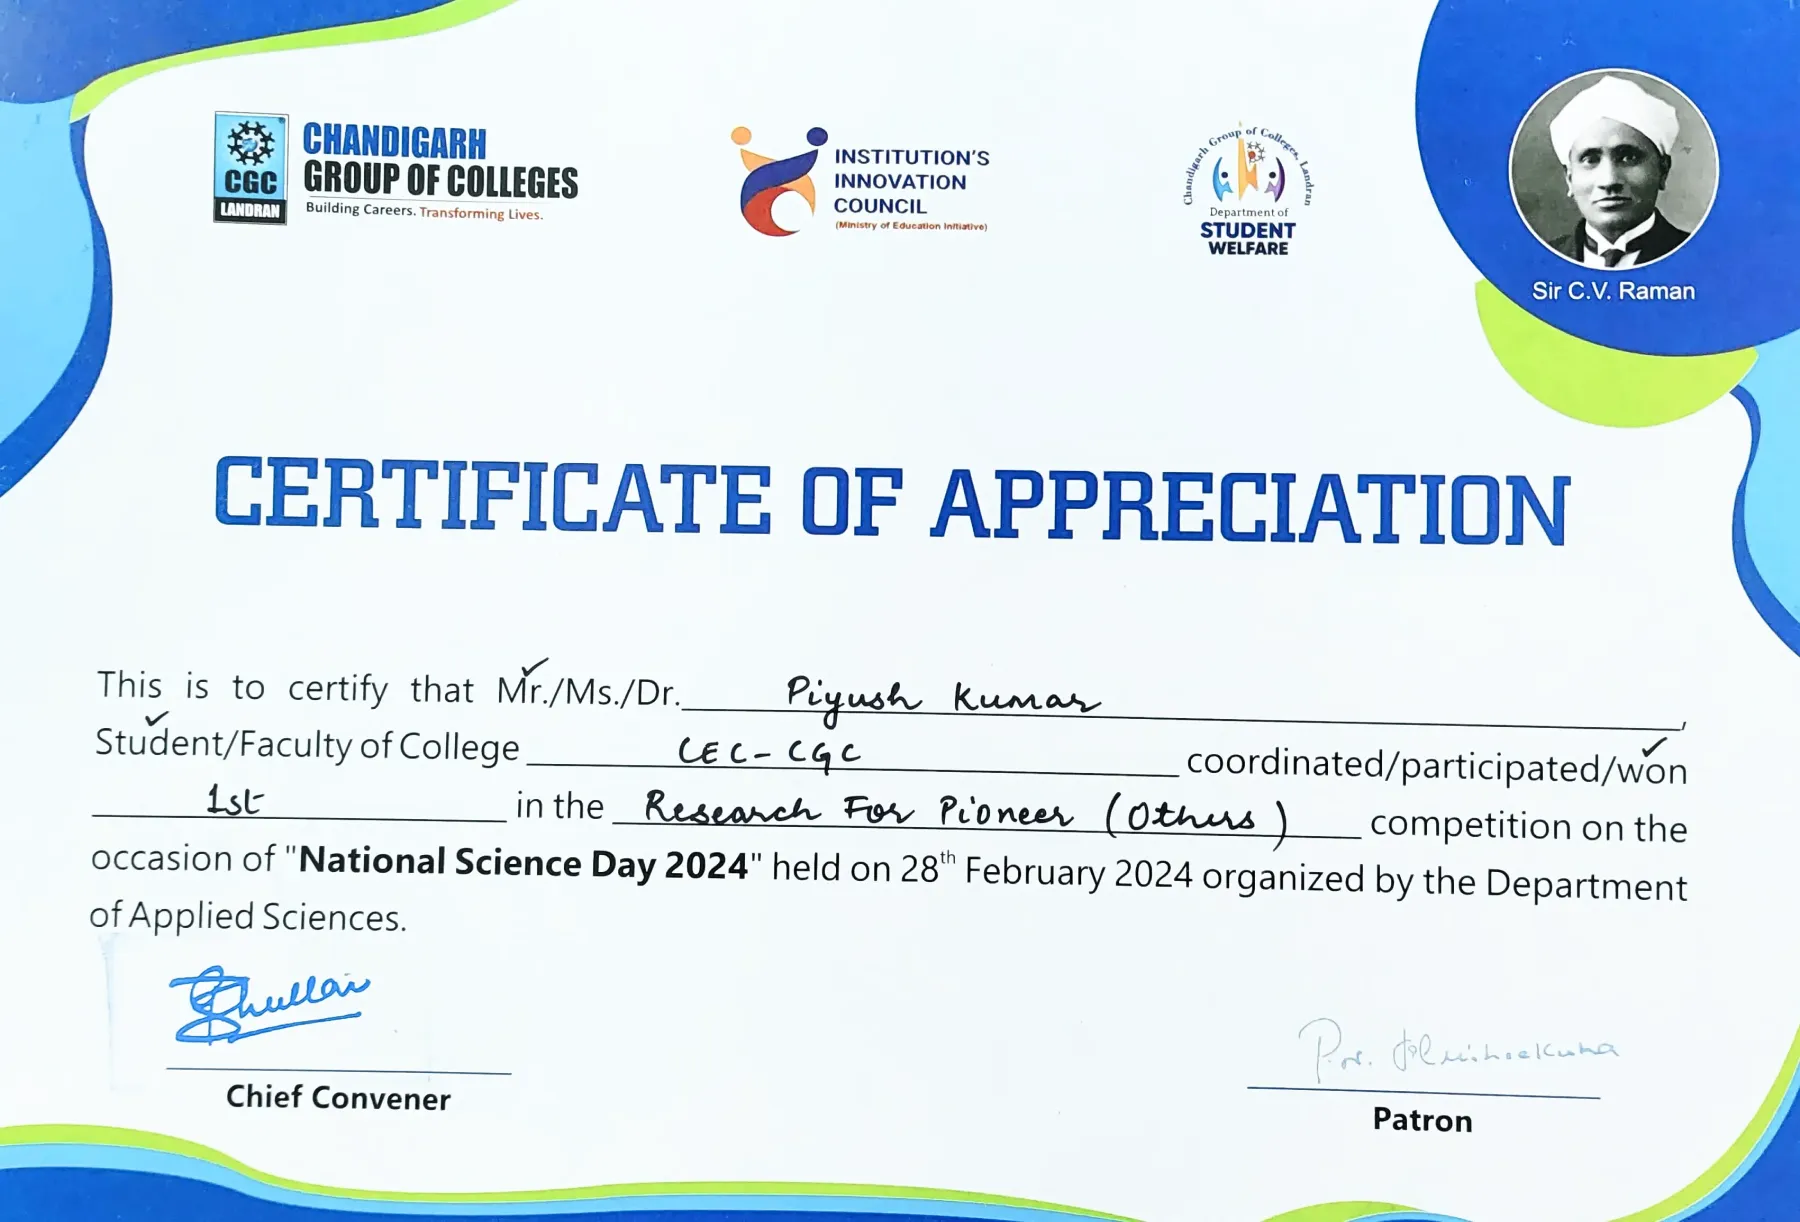 CGC
LANDRAN
CHANDIGARH
GROUP OF COLLEGES
Building Careers. Transforming Lives.
INSTITUTION'S
INNOVATION
COUNCIL
(Ministry of Education Initiative)
Chandigarh Group of Colleges, Landran
Department of
STUDENT
WELFARE
Sir C.V. Raman
CERTIFICATE OF APPRECIATION
This is to certify that Mr./Ms./Dr. Piyush Kumar,
Student/Faculty of College CEC-CGC coordinated/participated/won
1st in the Research For Pioneer (Others) competition on the
occasion of "National Science Day 2024" held on 28th February 2024 organized by the Department
of Applied Sciences.
Chief Convener
Patron